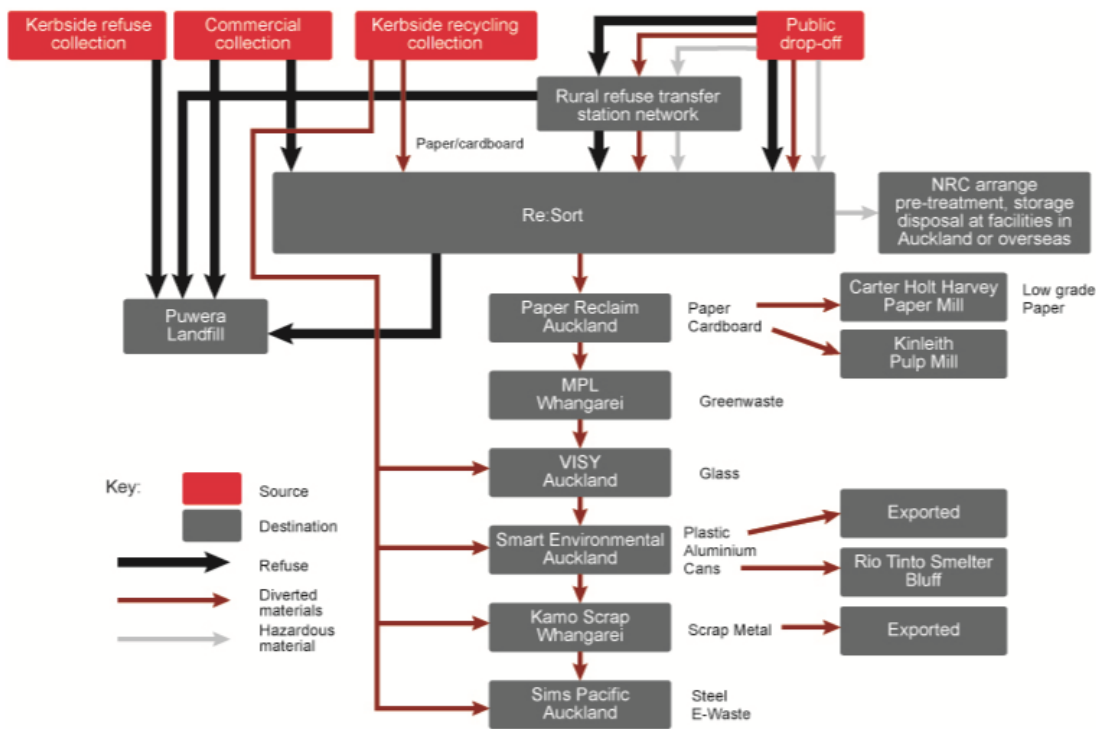 Kerbside refuse
collection
Commercial
collection
Kerbside recycling
collection
Public
drop-off
Rural refuse transfer
station network
Paper/cardboard
Re:Sort
NRC arrange
pre-treatment, storage
disposal at facilities in
Auckland or overseas
Puwera
Landfill
Paper Reclaim
Auckland
Paper
Cardboard
Carter Holt Harvey
Paper Mill
Low grade
Paper
Kinleith
Pulp Mill
MPL
Whangarei
Greenwaste
VISY
Auckland
Glass
Smart Environmental
Auckland
Plastic
Aluminium
Cans
Exported
Rio Tinto Smelter
Bluff
Kamo Scrap
Whangarei
Scrap Metal
Exported
Sims Pacific
Auckland
Steel
E-Waste
Key:
Source
Destination
Refuse
Diverted
materials
Hazardous
material